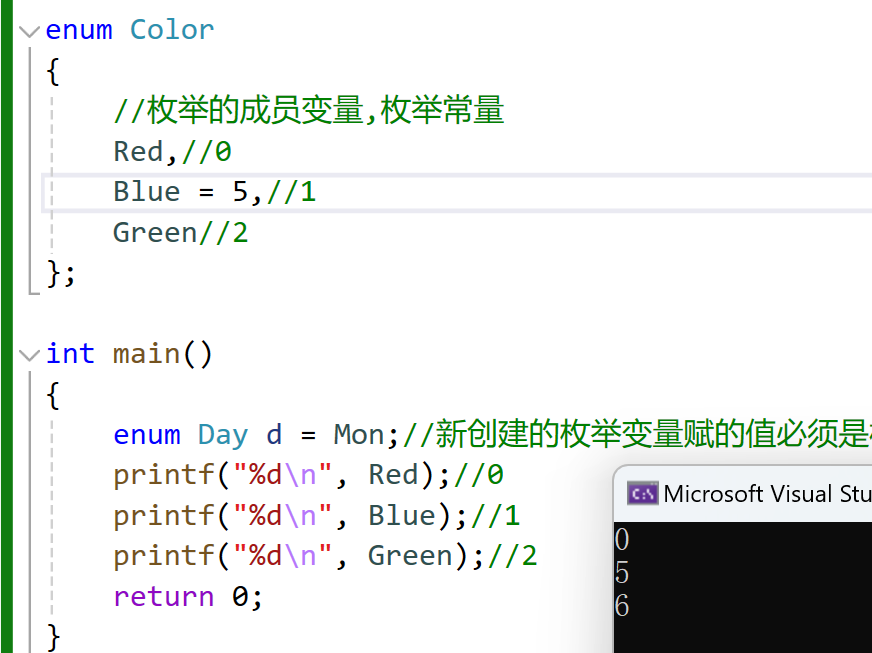 enum Color
{
//枚举的成员变量,枚举常量
Red,//0
Blue = 5,//1
Green//2
};
int main()
{
enum Day d = Mon;//新创建的枚举变量赋的值必须是
printf("%d\n", Red);//0
printf("%d\n", Blue);//1
printf("%d\n", Green);//2
return 0;
}
Microsoft Visual Stu
0
5
6